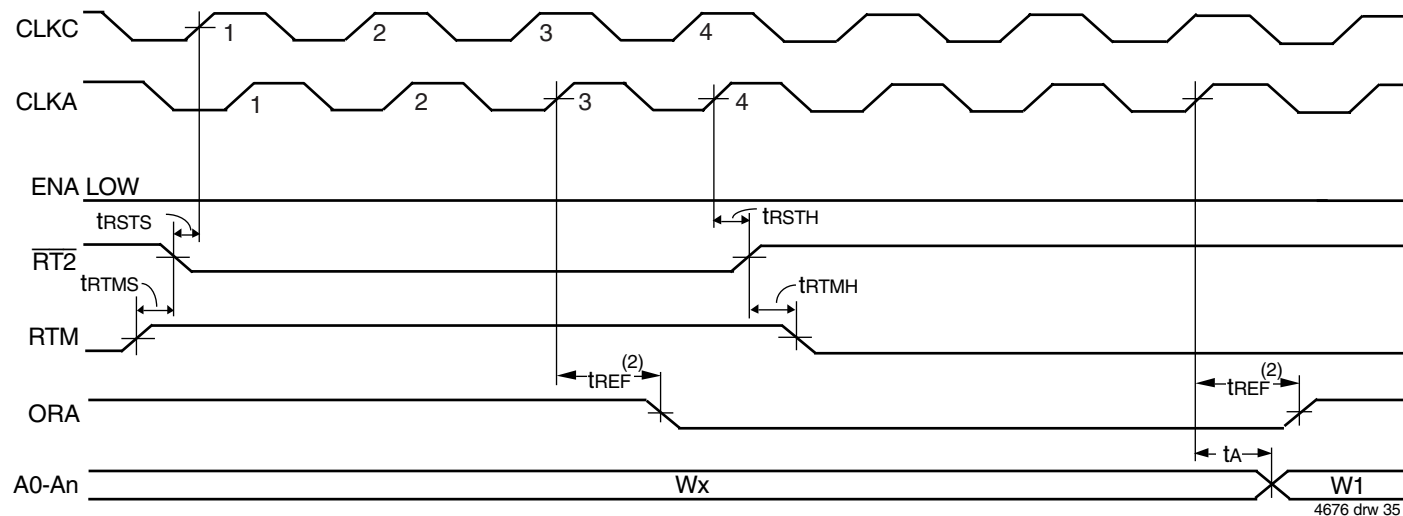 CLKC 1 2 3 4
CLKA 1 2 3 4
ENA LOW
tRSTS tRSTH
RT2
tRTMS tRTMH
RTM
tREF(2) tREF(2)
ORA
tA
A0-An Wx W1
4676 drw 35